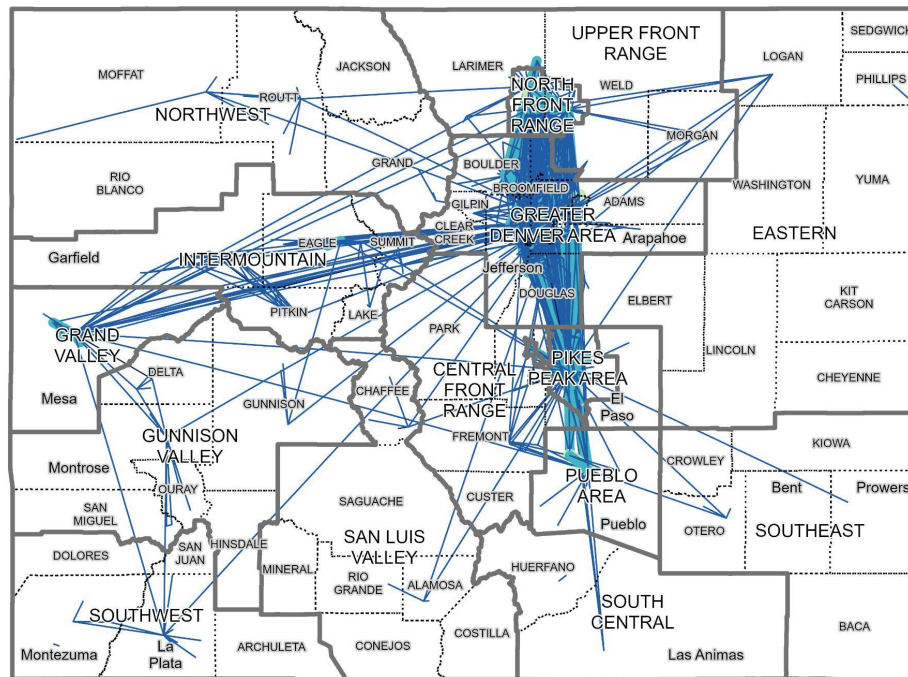 UPPER FRONT
RANGE
SEDGWICK
LOGAN
MOFFAT
JACKSON
LARIMER
WELD
PHILLIPS
NORTH
FRONT
RANGE
ROUTT
NORTHWEST
MORGAN
GRAND
BOULDER
RIO
BLANCO
BROOMFIELD
GILPIN
ADAMS
WASHINGTON
YUMA
GREATER
DENVER AREA
CLEAR
CREEK
EAGLE
SUMMIT
Arapahoe
EASTERN
Garfield
INTERMOUNTAIN
Jefferson
DOUGLAS
ELBERT
KIT
CARSON
PITKIN
LAKE
PARK
GRAND
VALLEY
LINCOLN
DELTA
PIKES
PEAK AREA
CHEYENNE
Mesa
CENTRAL
FRONT
RANGE
CHAFFEE
GUNNISON
El
Paso
GUNNISON
VALLEY
FREMONT
KIOWA
Montrose
CROWLEY
PUEBLO
AREA
OURAY
Bent
Prowers
SAGUACHE
CUSTER
SAN
MIGUEL
Pueblo
OTERO
SOUTHEAST
SAN LUIS
VALLEY
DOLORES
SAN
JUAN
HINSDALE
MINERAL
HUERFANO
RIO
GRANDE
ALAMOSA
SOUTHWEST
SOUTH
CENTRAL
BACA
La
Plata
Montezuma
ARCHULETA
CONEJOS
COSTILLA
Las Animas